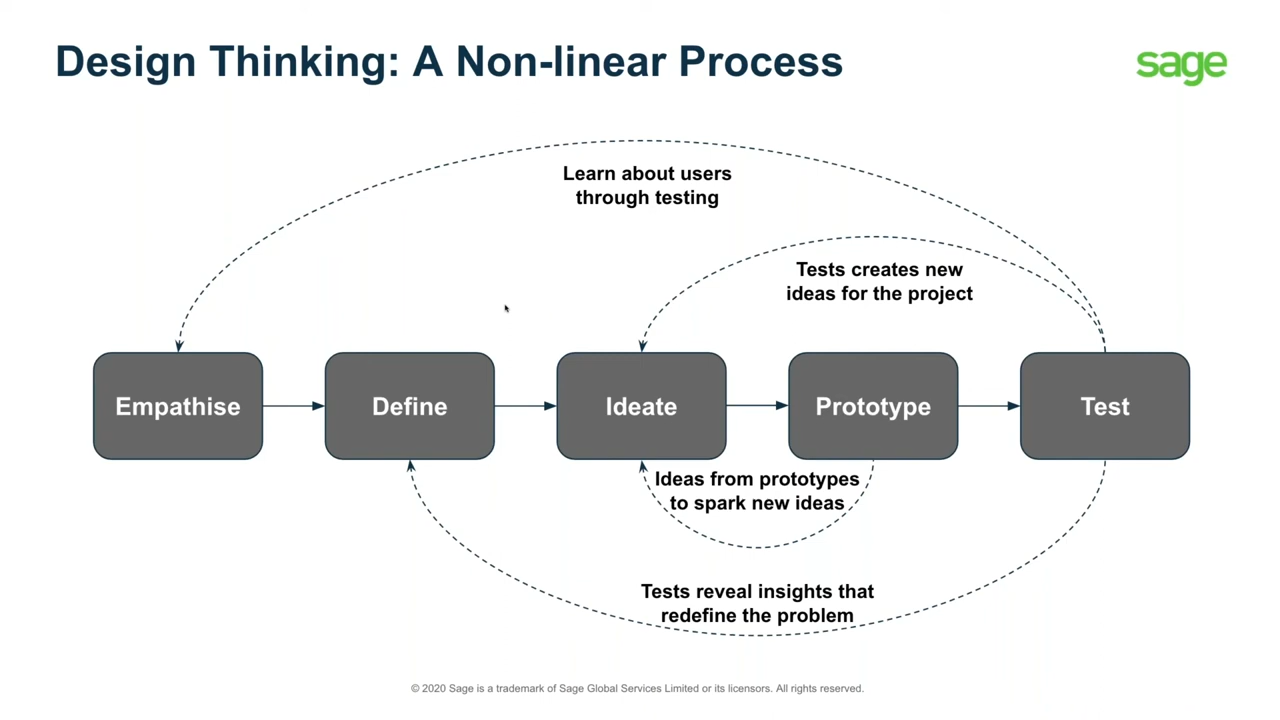 Design Thinking: A Non-linear Process
sage
Learn about users
through testing
Tests creates new
ideas for the project
Empathise
Define
Ideate
Prototype
Test
Ideas from prototypes
to spark new ideas
Tests reveal insights that
redefine the problem
© 2020 Sage is a trademark of Sage Global Services Limited or its licensors. All rights reserved.